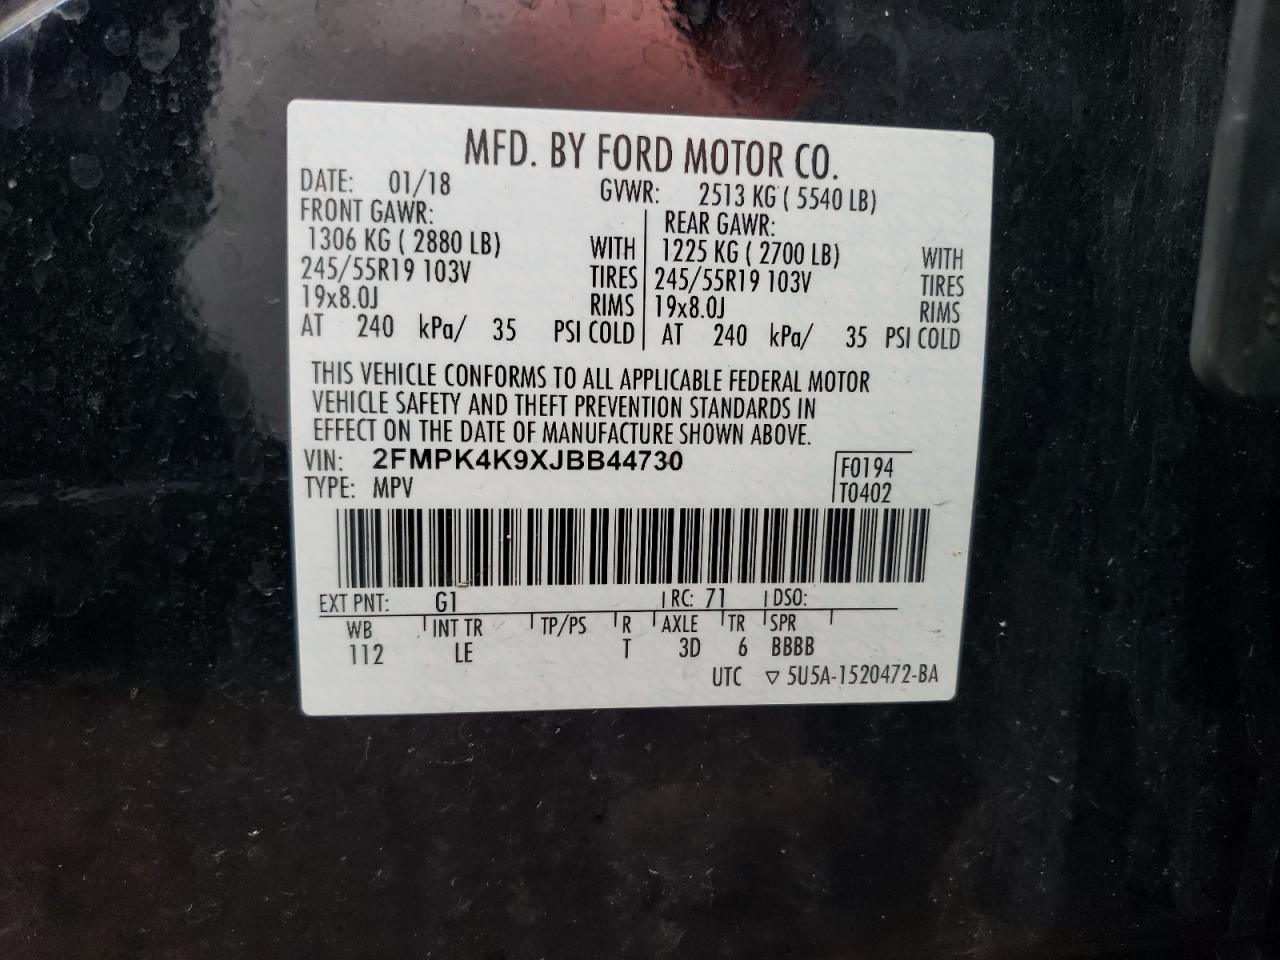 MFD. BY FORD MOTOR CO.
DATE: 01/18 GVWR: 2513 KG ( 5540 LB)
FRONT GAWR: REAR GAWR:
1306 KG ( 2880 LB) WITH 1225 KG ( 2700 LB) WITH
245/55R19 103V TIRES 245/55R19 103V TIRES
19x8.0J RIMS 19x8.0J RIMS
AT 240 kPa/ 35 PSI COLD AT 240 kPa/ 35 PSI COLD
THIS VEHICLE CONFORMS TO ALL APPLICABLE FEDERAL MOTOR
VEHICLE SAFETY AND THEFT PREVENTION STANDARDS IN
EFFECT ON THE DATE OF MANUFACTURE SHOWN ABOVE.
VIN: 2FMPK4K9XJBB44730 F0194
TYPE: MPV T0402
EXT PNT: G1 RC: 71 DSO:
WB INT TR TP/PS R AXLE TR SPR
112 LE T 3D 6 BBBB
UTC ▽ 5U5A-1520472-BA